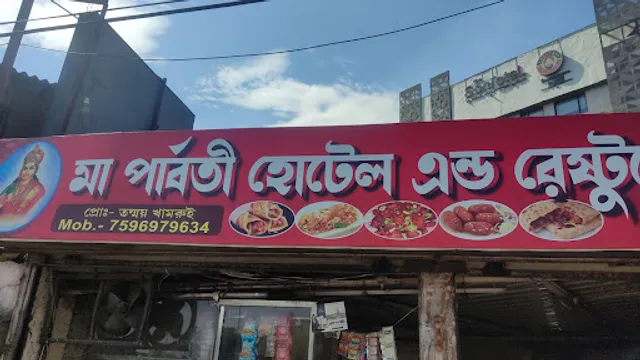 মা পার্বতী হোটেল এন্ড রেষ্টু
প্রোঃ- তন্ময় খামরুই
Mob.- 7596979634